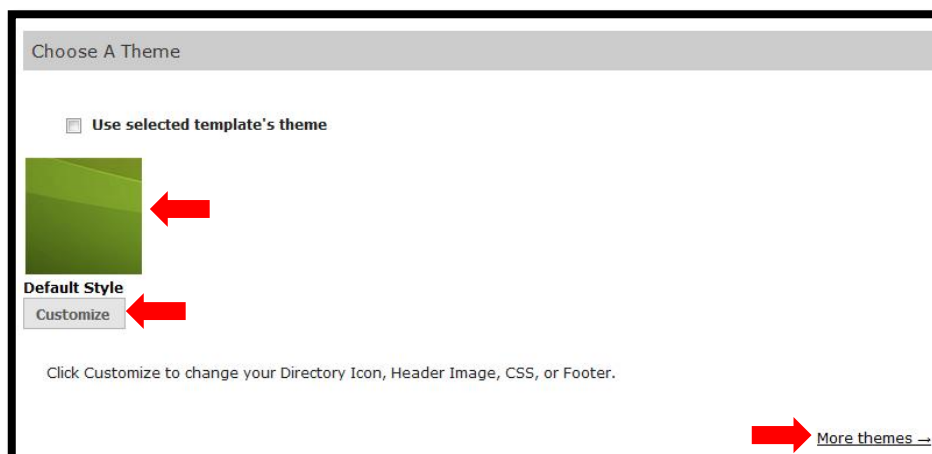 Choose A Theme
Use selected template's theme
Default Style
Customize
Click Customize to change your Directory Icon, Header Image, CSS, or Footer.
More themes →